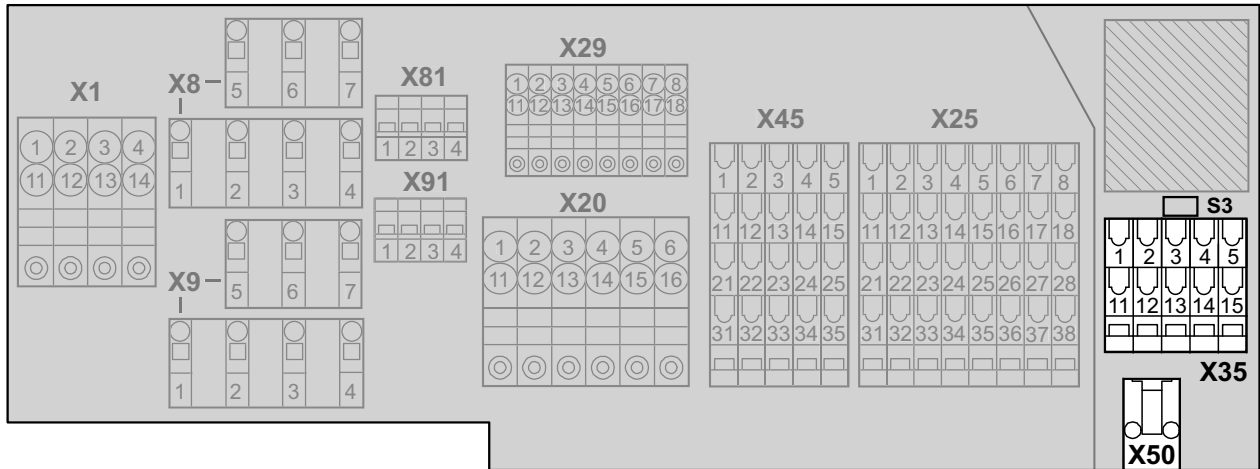 X1
1 2 3 4
11 12 13 14
X8
5 6 7
1 2 3 4
X9
5 6 7
1 2 3 4
X81
1 2 3 4
X91
1 2 3 4
X29
1 2 3 4 5 6 7 8
11 12 13 14 15 16 17 18
X20
1 2 3 4 5 6
11 12 13 14 15 16
X45
1 2 3 4 5
11 12 13 14 15
21 22 23 24 25
31 32 33 34 35
X25
1 2 3 4 5 6 7 8
11 12 13 14 15 16 17 18
21 22 23 24 25 26 27 28
31 32 33 34 35 36 37 38
S3
1 2 3 4 5
11 12 13 14 15
X35
X50